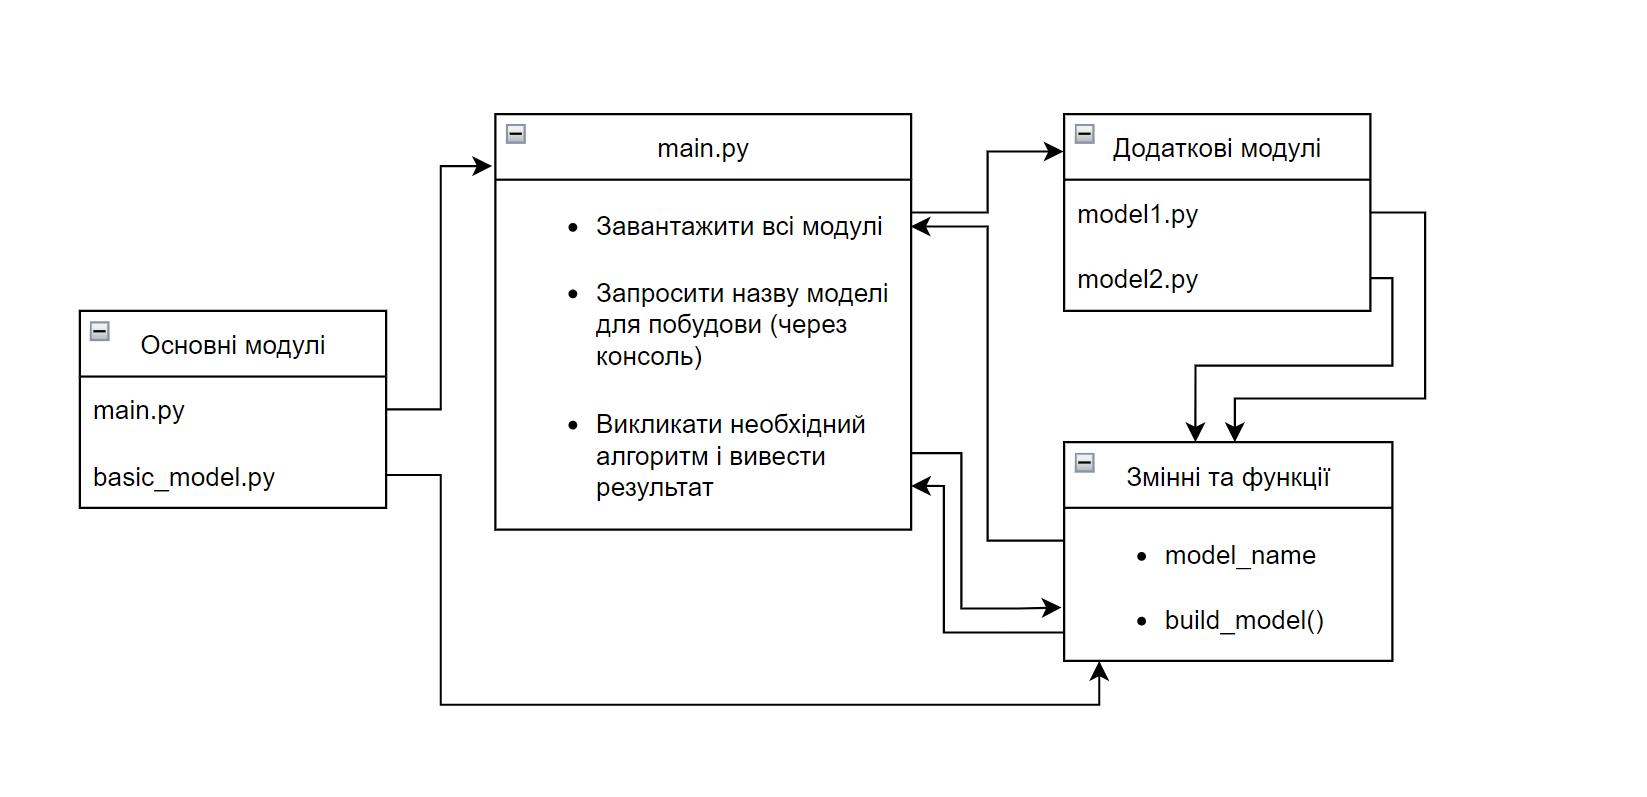 Основні модулі
main.py
basic_model.py
main.py
Завантажити всі модулі
Запросити назву моделі
для побудови (через
консоль)
Викликати необхідний
алгоритм і вивести
результат
Додаткові модулі
model1.py
model2.py
Змінні та функції
model_name
build_model()